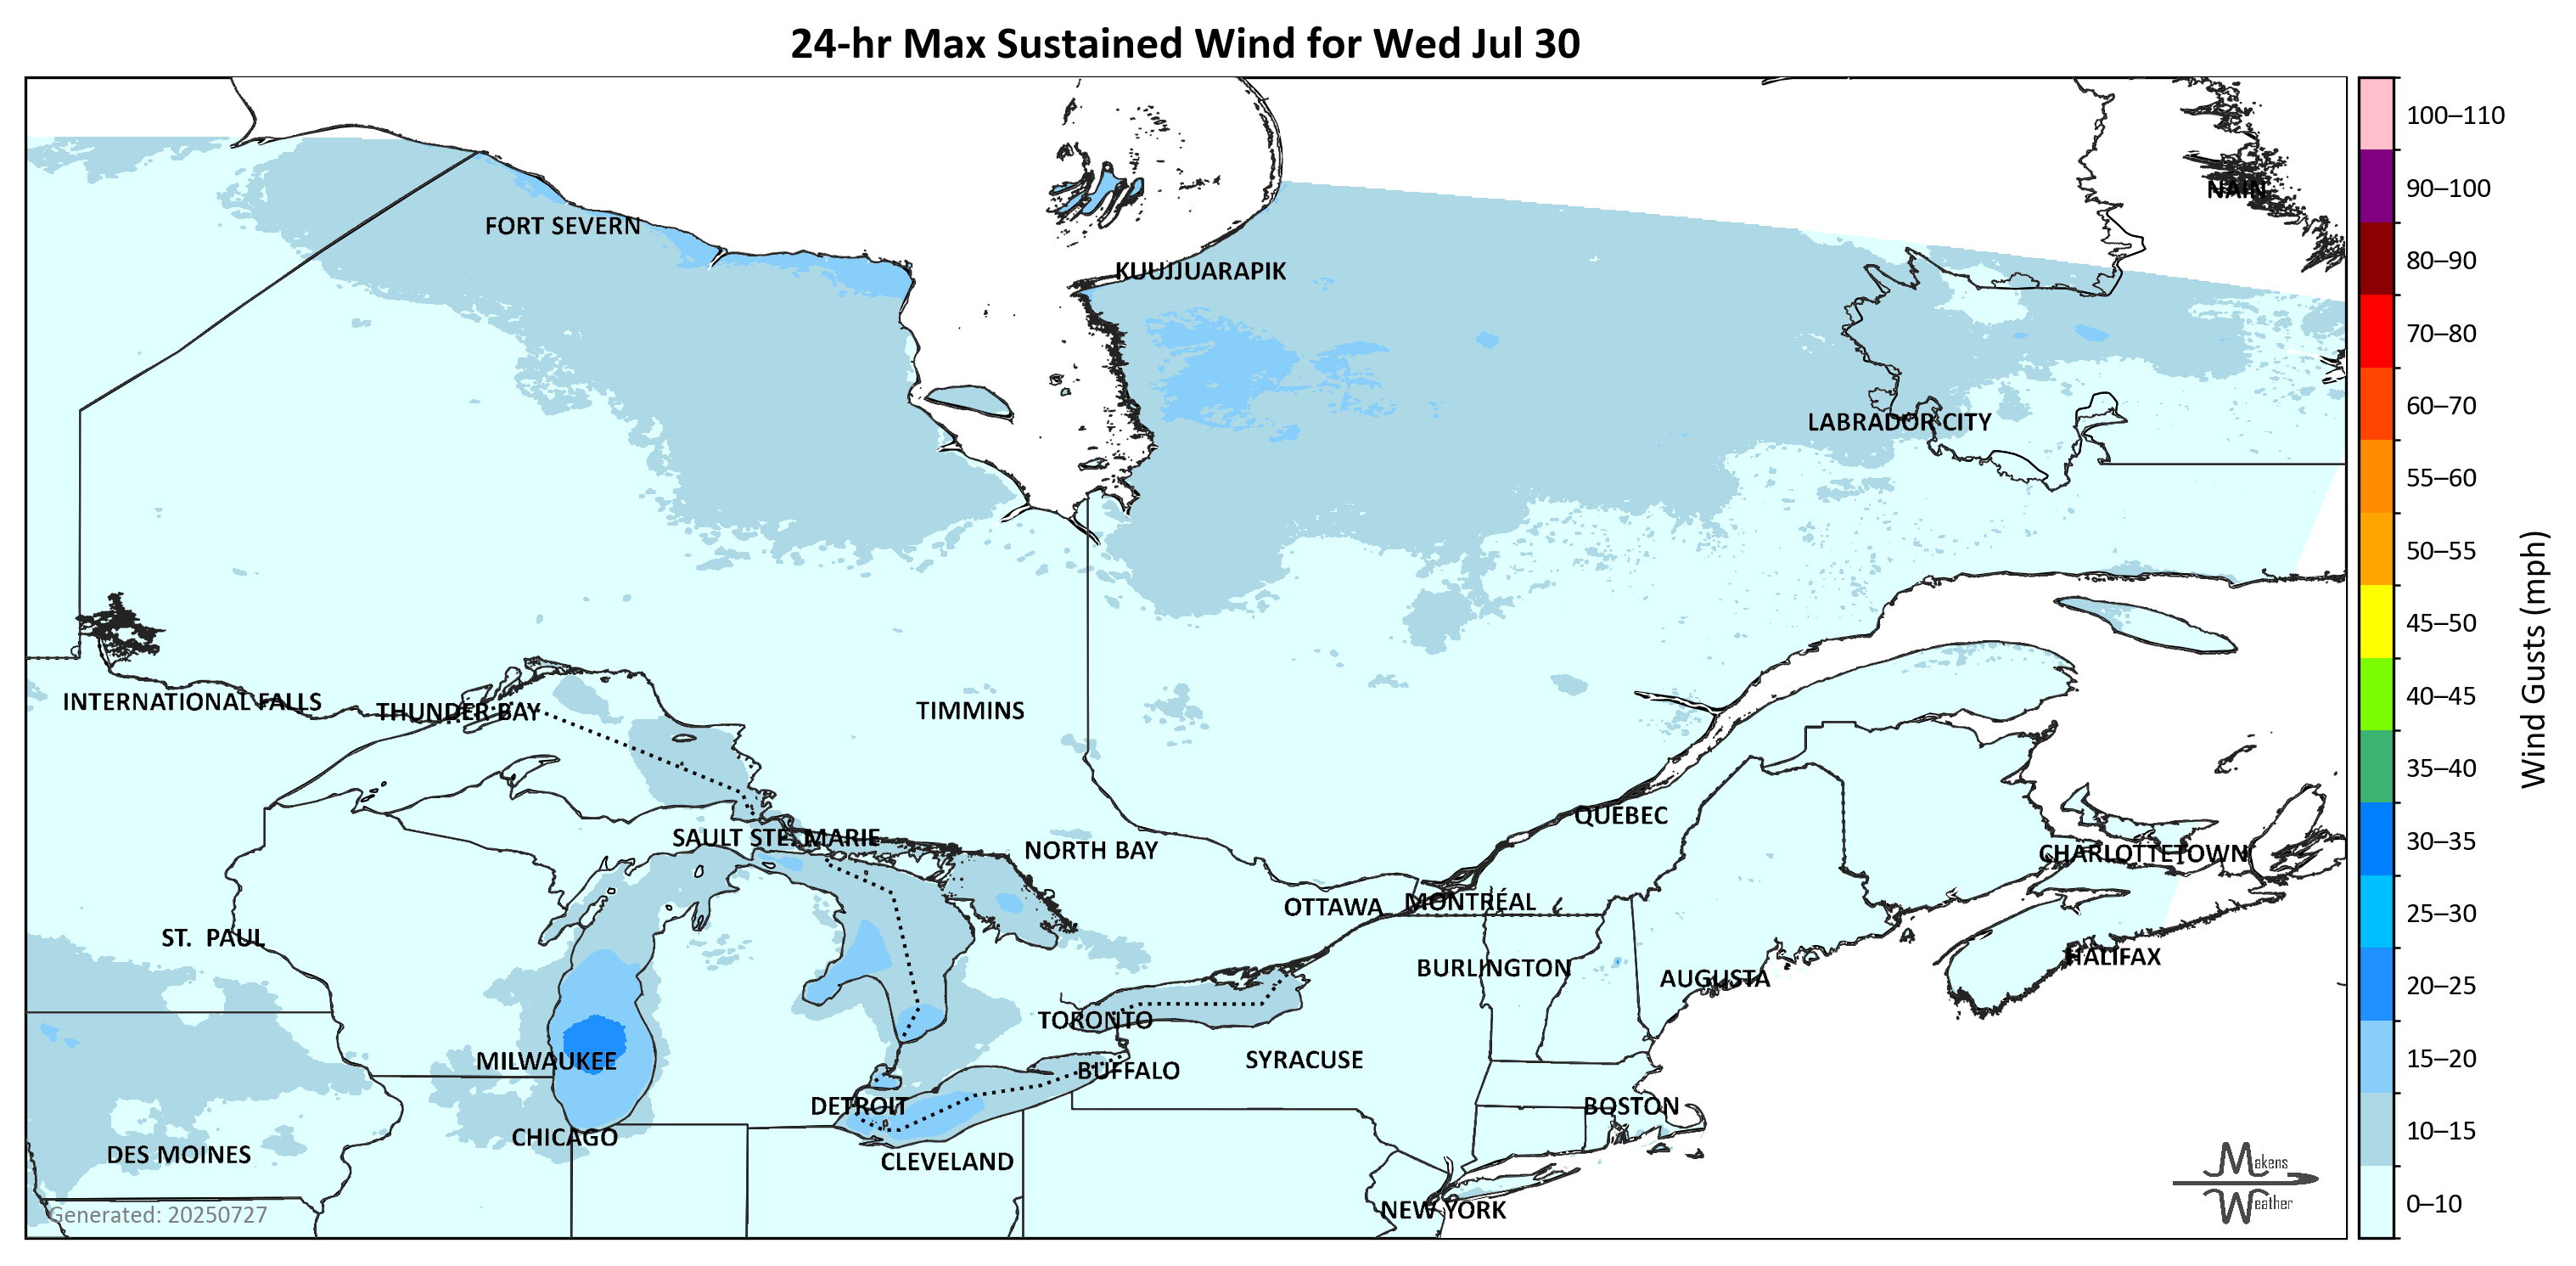 24-hr Max Sustained Wind for Wed Jul 30
100–110
90–100
80–90
70–80
60–70
55–60
50–55
45–50
40–45
35–40
30–35
25–30
20–25
15–20
10–15
0–10
Wind Gusts (mph)
NAIN
FORT SEVERN
KUUJJUARAPIK
LABRADOR CITY
INTERNATIONAL FALLS
THUNDER BAY
TIMMINS
QUÉBEC
SAULT STE. MARIE
NORTH BAY
CHARLOTTETOWN
OTTAWA
MONTRÉAL
ST. PAUL
HALIFAX
BURLINGTON
AUGUSTA
TORONTO
MILWAUKEE
SYRACUSE
BUFFALO
DETROIT
BOSTON
CHICAGO
DES MOINES
CLEVELAND
NEW YORK
Generated: 20250727
Makens
Weather